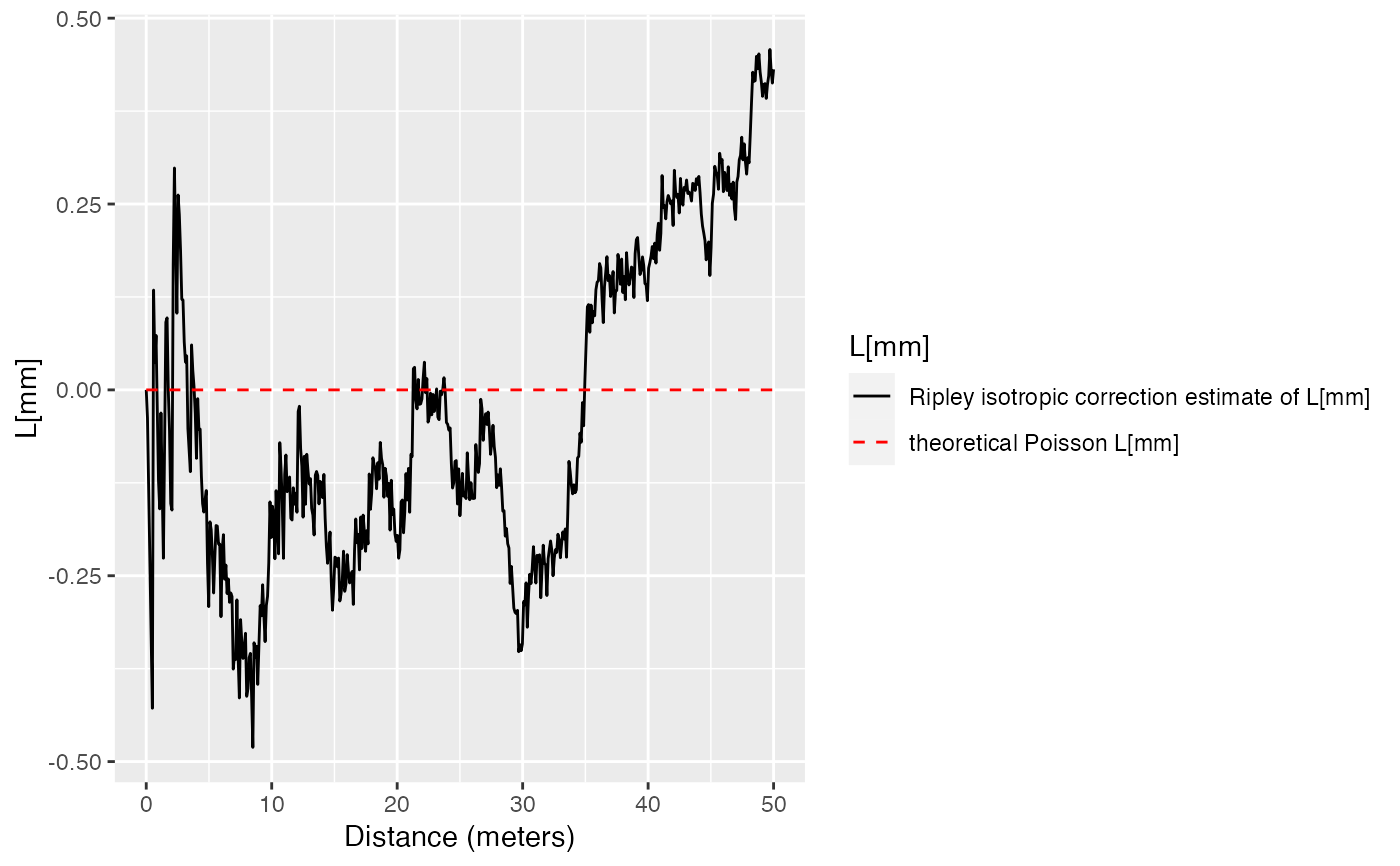 0.50
0.25
0.00
-0.25
-0.50
L[mm]
0
10
20
30
40
50
Distance (meters)
L[mm]
Ripley isotropic correction estimate of L[mm]
theoretical Poisson L[mm]